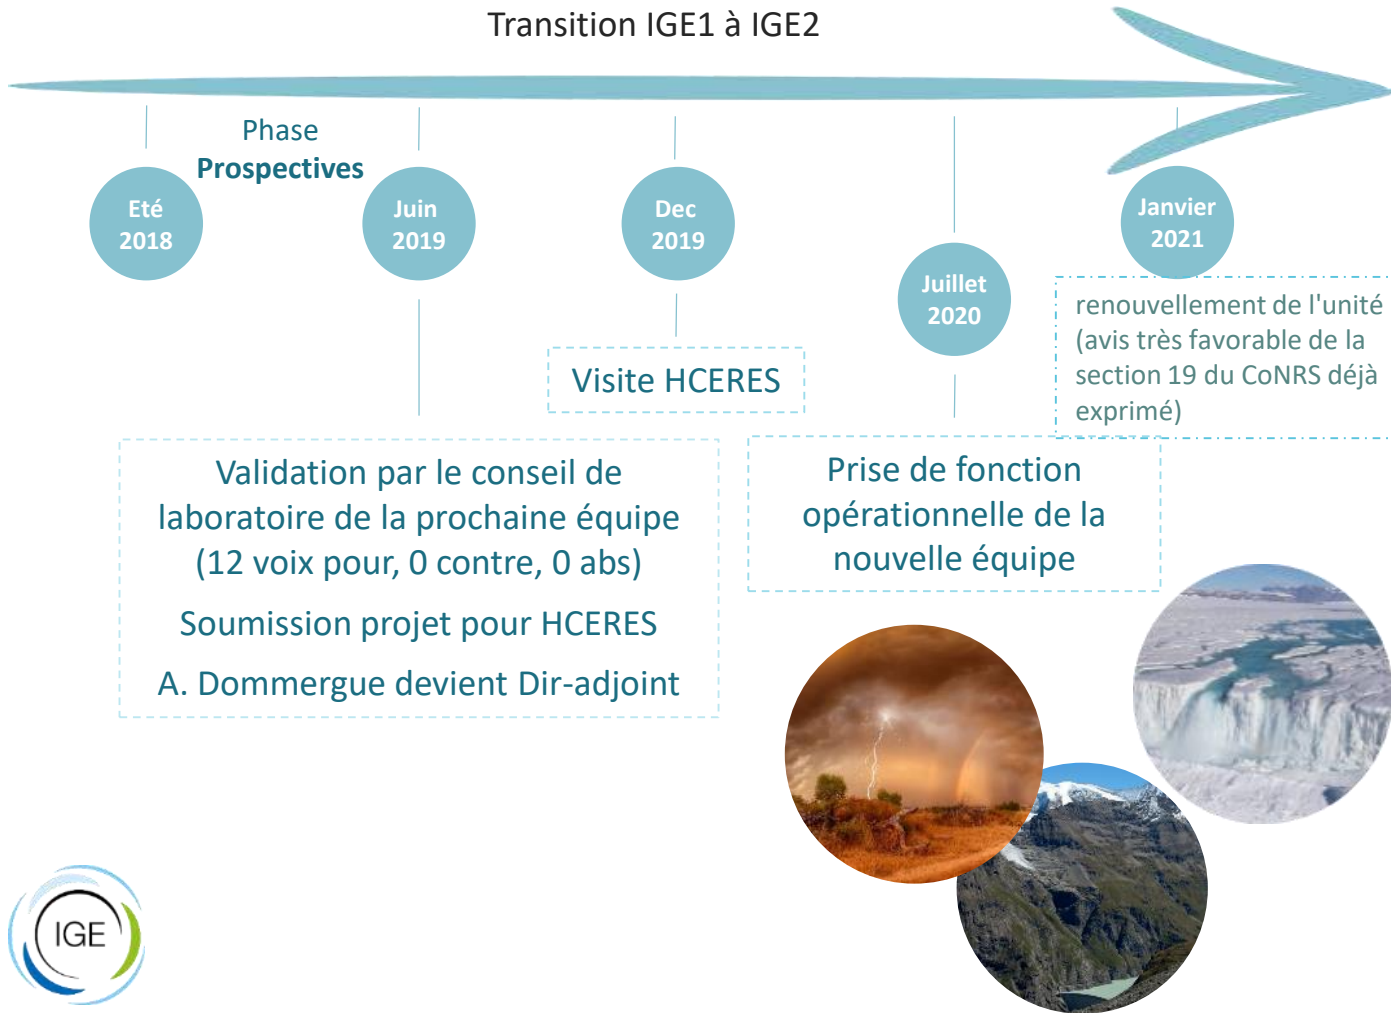 Transition IGE1 à IGE2
Phase
Prospectives
Eté
2018
Juin
2019
Dec
2019
Juillet
2020
Janvier
2021
renouvellement de l'unité
(avis très favorable de la
section 19 du CoNRS déjà
exprimé)
Visite HCERES
Validation par le conseil de
laboratoire de la prochaine équipe
(12 voix pour, 0 contre, 0 abs)
Soumission projet pour HCERES
A. Dommergue devient Dir-adjoint
Prise de fonction
opérationnelle de la
nouvelle équipe
IGE